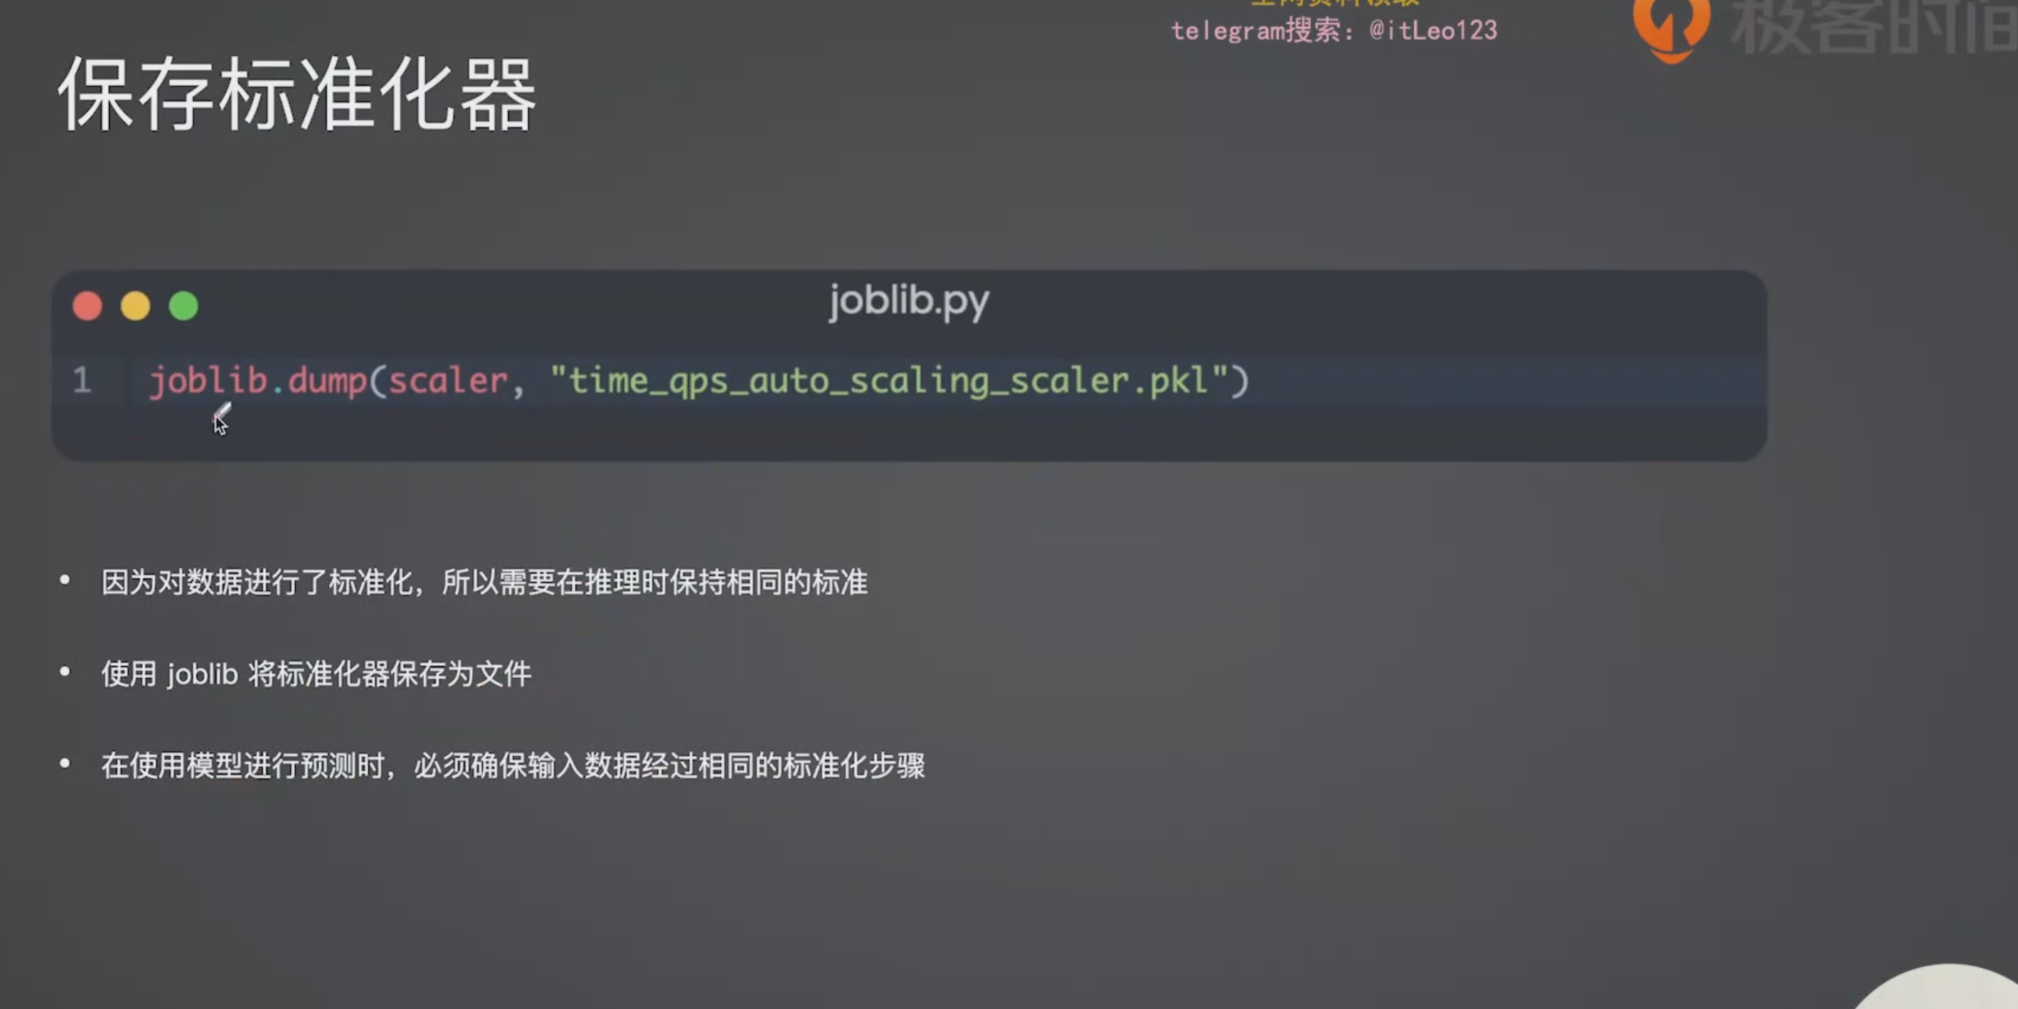 telegram搜索：@itLeo123
极客时间
保存标准化器
joblib.py
1 joblib.dump(scaler, "time_qps_auto_scaling_scaler.pkl")
• 因为对数据进行了标准化，所以需要在推理时保持相同的标准
• 使用 joblib 将标准化器保存为文件
• 在使用模型进行预测时，必须确保输入数据经过相同的标准化步骤